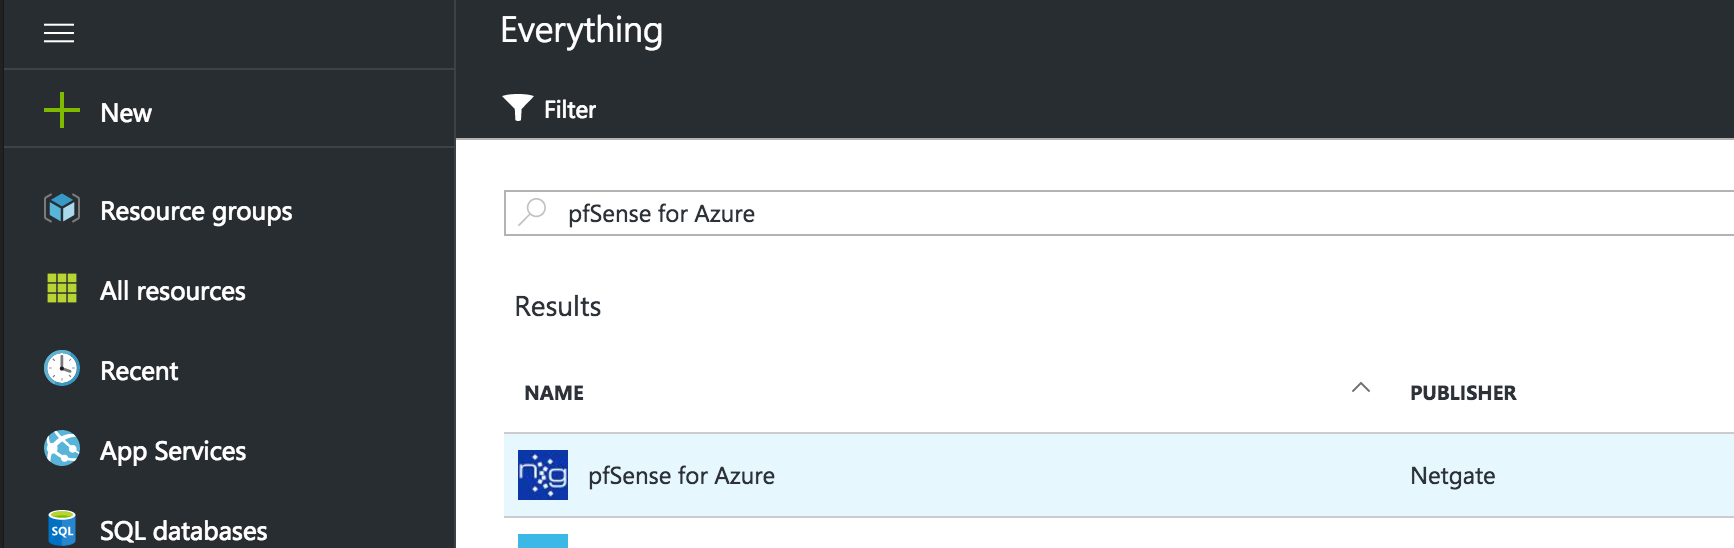 Everything
Filter
New
Resource groups
All resources
Recent
App Services
SQL
SQL databases
pfSense for Azure
Results
NAME
PUBLISHER
ng
pfSense for Azure
Netgate